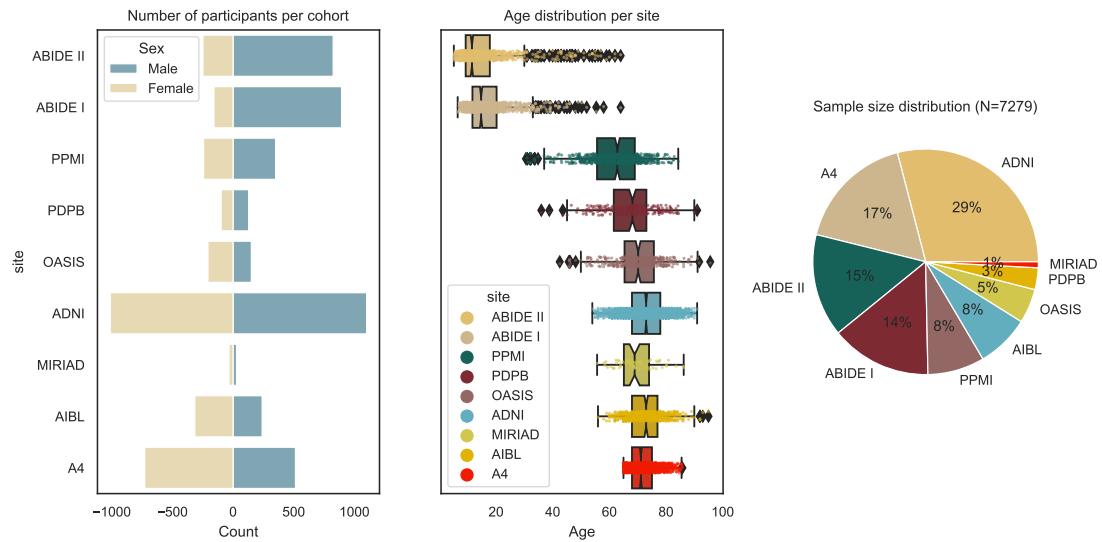 Number of participants per cohort
Sex
Male
Female
site
ABIDE II
ABIDE I
PPMI
PDPB
OASIS
ADNI
MIRIAD
AIBL
A4
−1000 −500 0 500 1000
Count
Age distribution per site
site
ABIDE II
ABIDE I
PPMI
PDPB
OASIS
ADNI
MIRIAD
AIBL
A4
20 40 60 80 100
Age
Sample size distribution (N=7279)
ADNI
29%
A4
17%
ABIDE II
15%
ABIDE I
14%
PPMI
8%
AIBL
8%
OASIS
5%
PDPB
3%
MIRIAD
1%